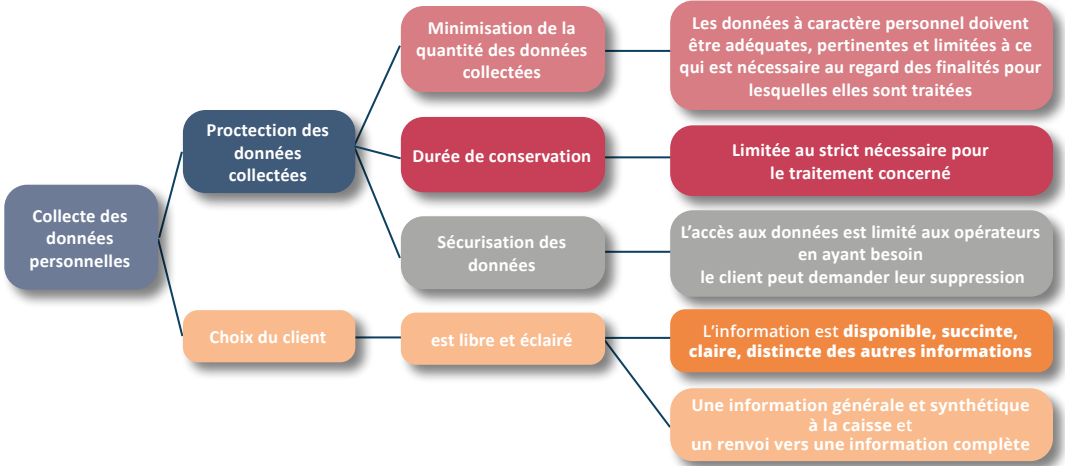 Collecte des
données
personnelles
Proctection des
données
collectées
Minimisation de la
quantité des données
collectées
Les données à caractère personnel doivent
être adéquates, pertinentes et limitées à ce
qui est nécessaire au regard des finalités pour
lesquelles elles sont traitées
Durée de conservation
Limitée au strict nécessaire pour
le traitement concerné
Sécurisation des
données
L’accès aux données est limité aux opérateurs
en ayant besoin
le client peut demander leur suppression
Choix du client
est libre et éclairé
L’information est disponible, succinte,
claire, distincte des autres informations
Une information générale et synthétique
à la caisse et
un renvoi vers une information complète